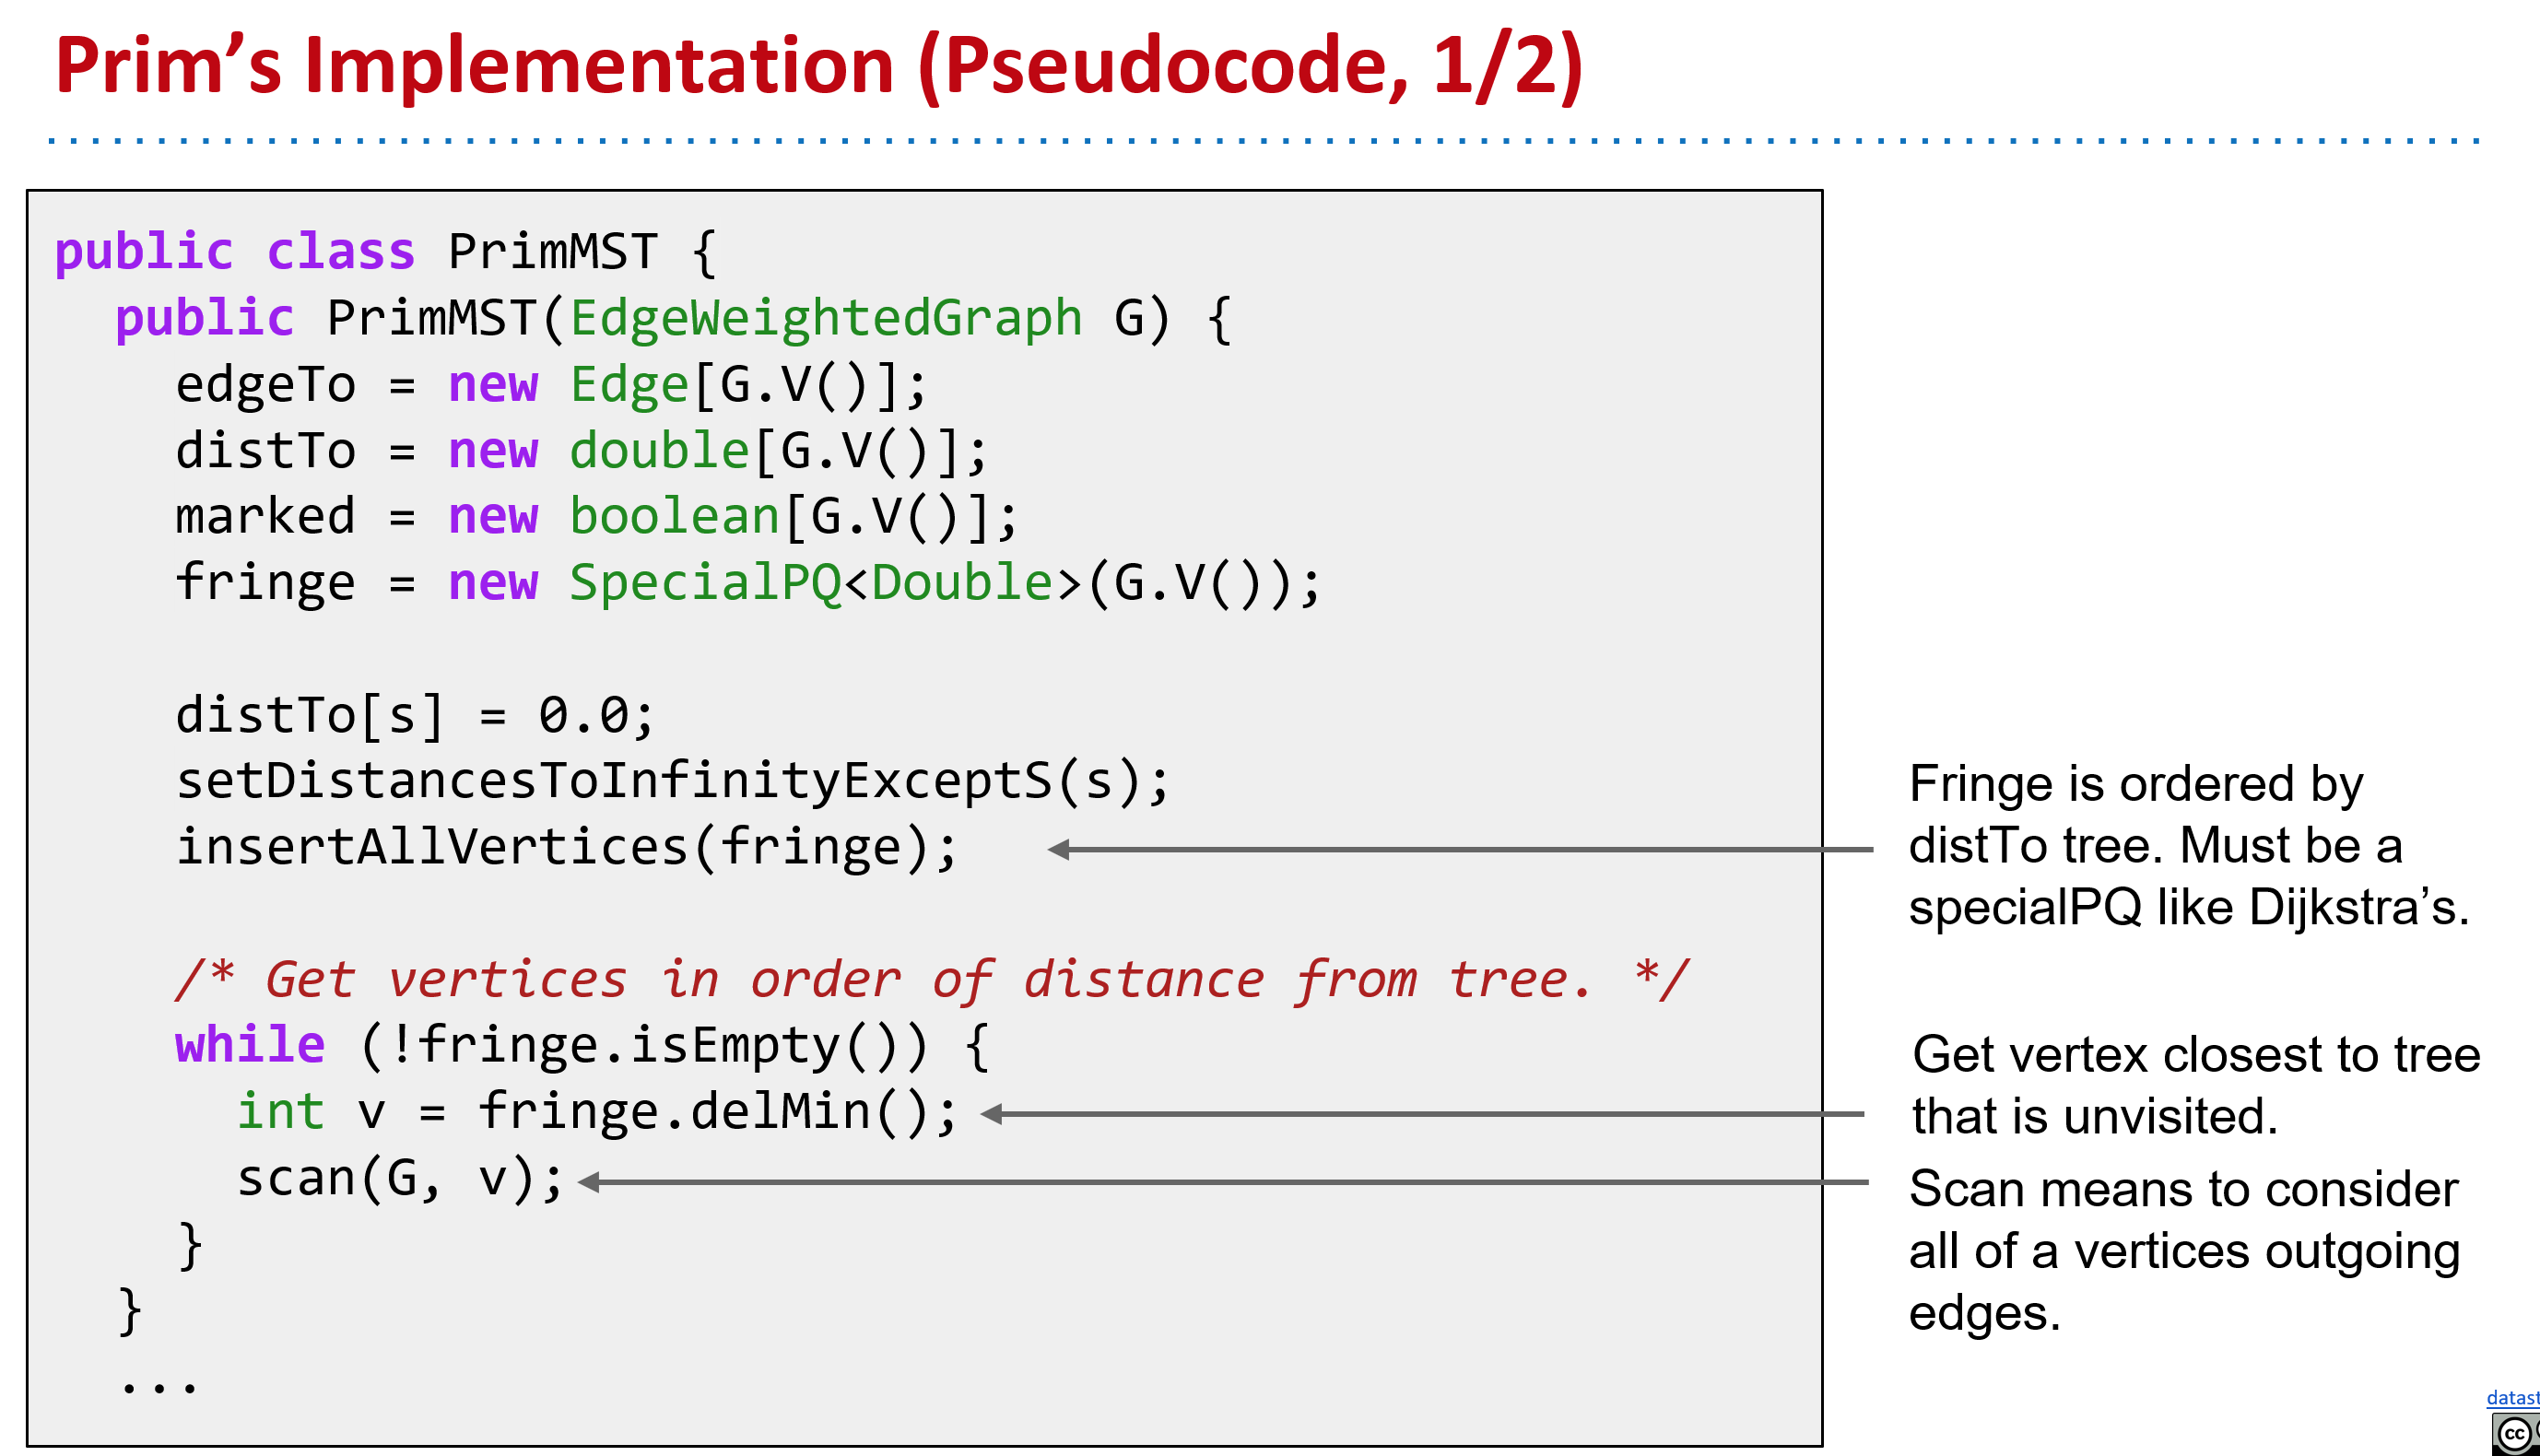 Prim’s Implementation (Pseudocode, 1/2)
public class PrimMST {
  public PrimMST(EdgeWeightedGraph G) {
    edgeTo = new Edge[G.V()];
    distTo = new double[G.V()];
    marked = new boolean[G.V()];
    fringe = new SpecialPQ<Double>(G.V());
    distTo[s] = 0.0;
    setDistancesToInfinityExceptS(s);
    insertAllVertices(fringe);
    /* Get vertices in order of distance from tree. */
    while (!fringe.isEmpty()) {
      int v = fringe.delMin();
      scan(G, v);
    }
  }
  ...
Fringe is ordered by
distTo tree. Must be a
specialPQ like Dijkstra’s.
Get vertex closest to tree
that is unvisited.
Scan means to consider
all of a vertices outgoing
edges.
datast
cc